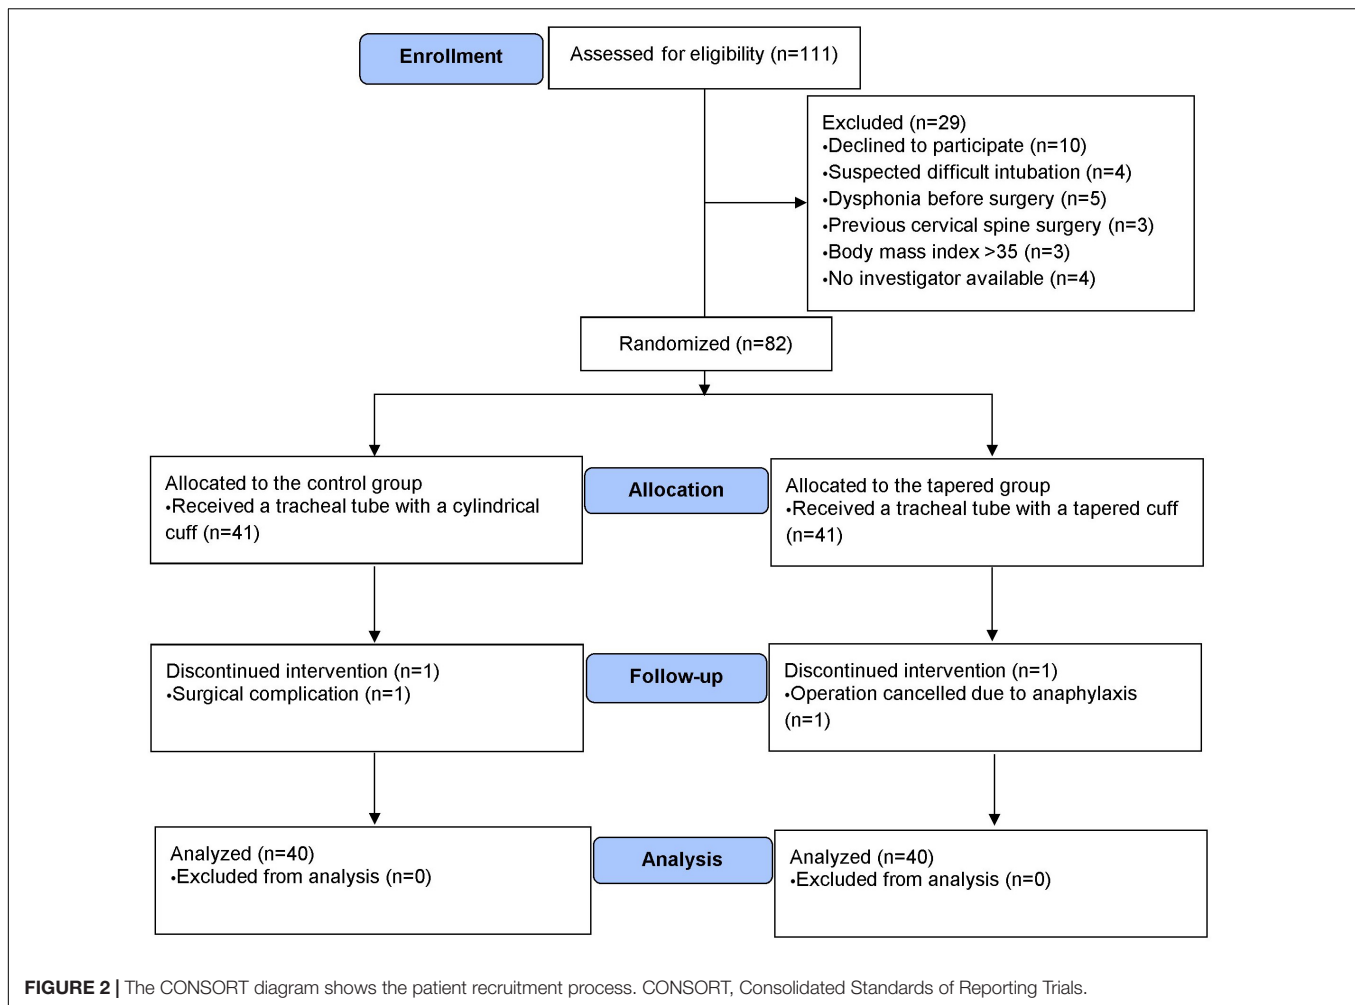 Enrollment
Assessed for eligibility (n=111)
Excluded (n=29)
•Declined to participate (n=10)
•Suspected difficult intubation (n=4)
•Dysphonia before surgery (n=5)
•Previous cervical spine surgery (n=3)
•Body mass index >35 (n=3)
•No investigator available (n=4)
Randomized (n=82)
Allocated to the control group
•Received a tracheal tube with a cylindrical
cuff (n=41)
Allocation
Allocated to the tapered group
•Received a tracheal tube with a tapered cuff
(n=41)
Discontinued intervention (n=1)
•Surgical complication (n=1)
Follow-up
Discontinued intervention (n=1)
•Operation cancelled due to anaphylaxis
(n=1)
Analyzed (n=40)
•Excluded from analysis (n=0)
Analysis
Analyzed (n=40)
•Excluded from analysis (n=0)
FIGURE 2 | The CONSORT diagram shows the patient recruitment process. CONSORT, Consolidated Standards of Reporting Trials.